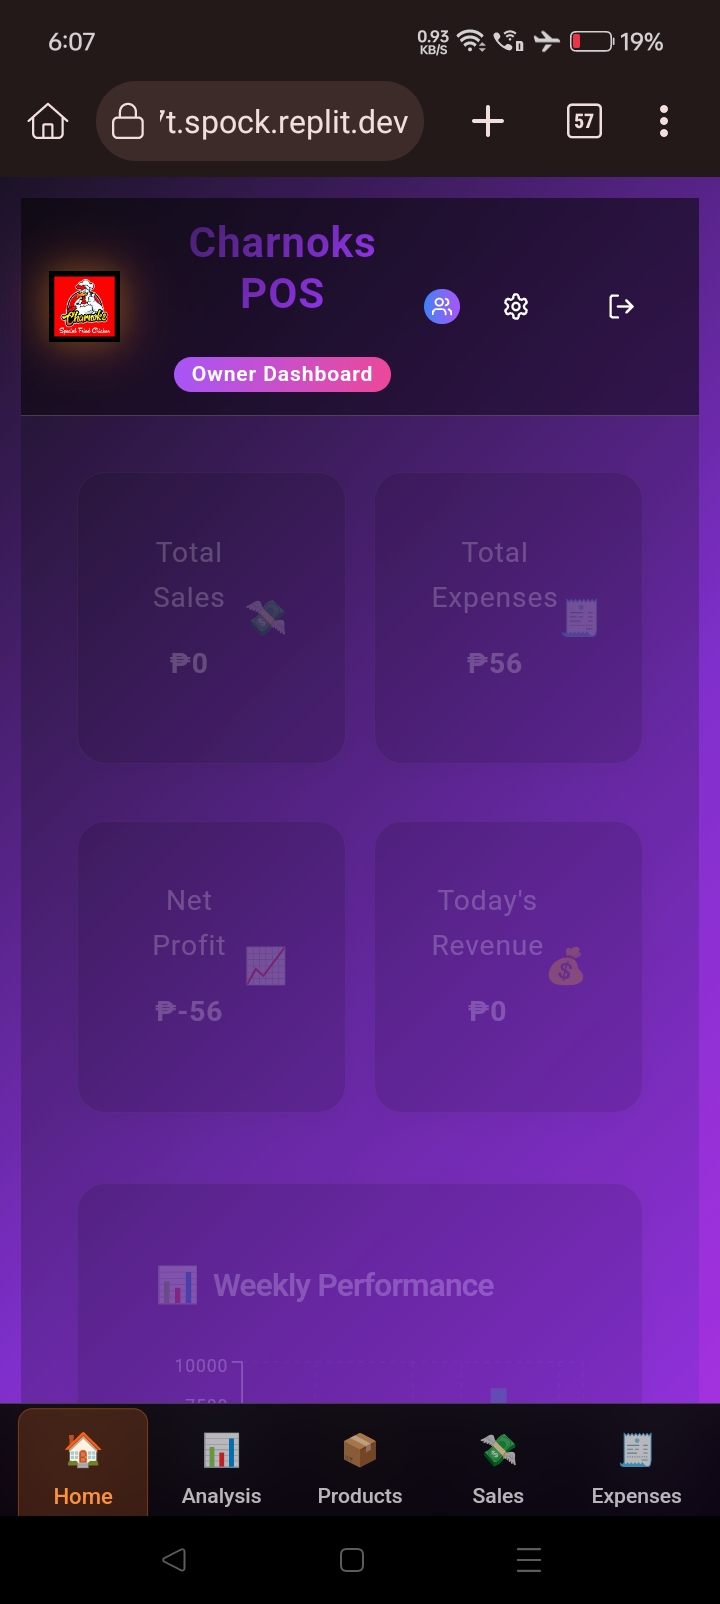 6:07
0.93
KB/S
19%
't.spock.replit.dev
57
Charnoks
POS
Charnoks
Special Fried Chicken
Owner Dashboard
Total
Sales
₱0
Total
Expenses
₱56
Net
Profit
₱-56
Today's
Revenue
₱0
Weekly Performance
10000
7500
Home
Analysis
Products
Sales
Expenses